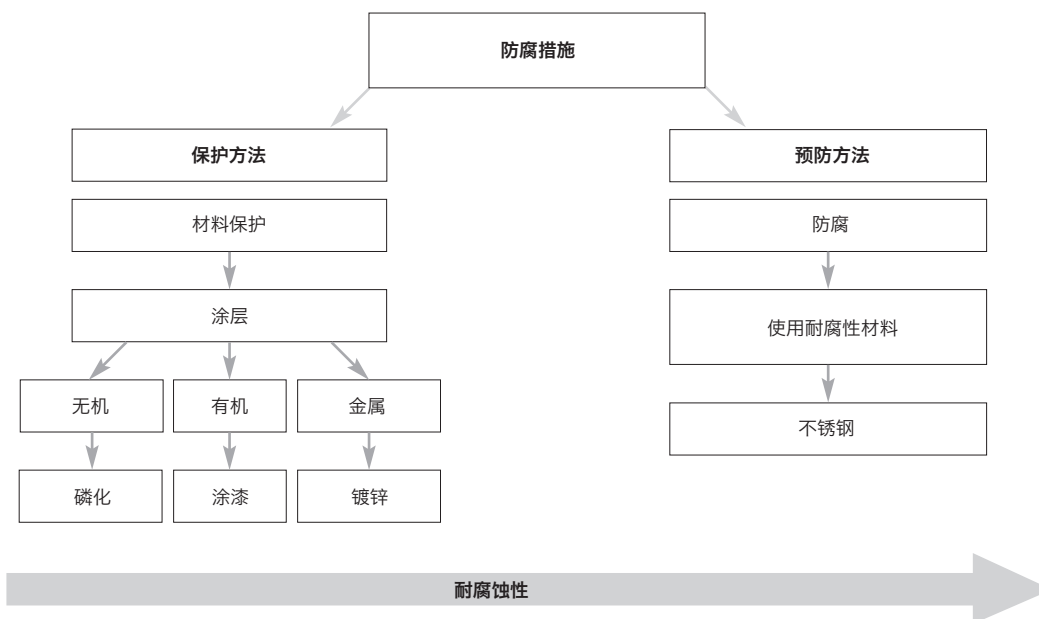 防腐措施
保护方法
预防方法
材料保护
防腐
涂层
使用耐腐性材料
无机
有机
金属
不锈钢
磷化
涂漆
镀锌
耐腐蚀性